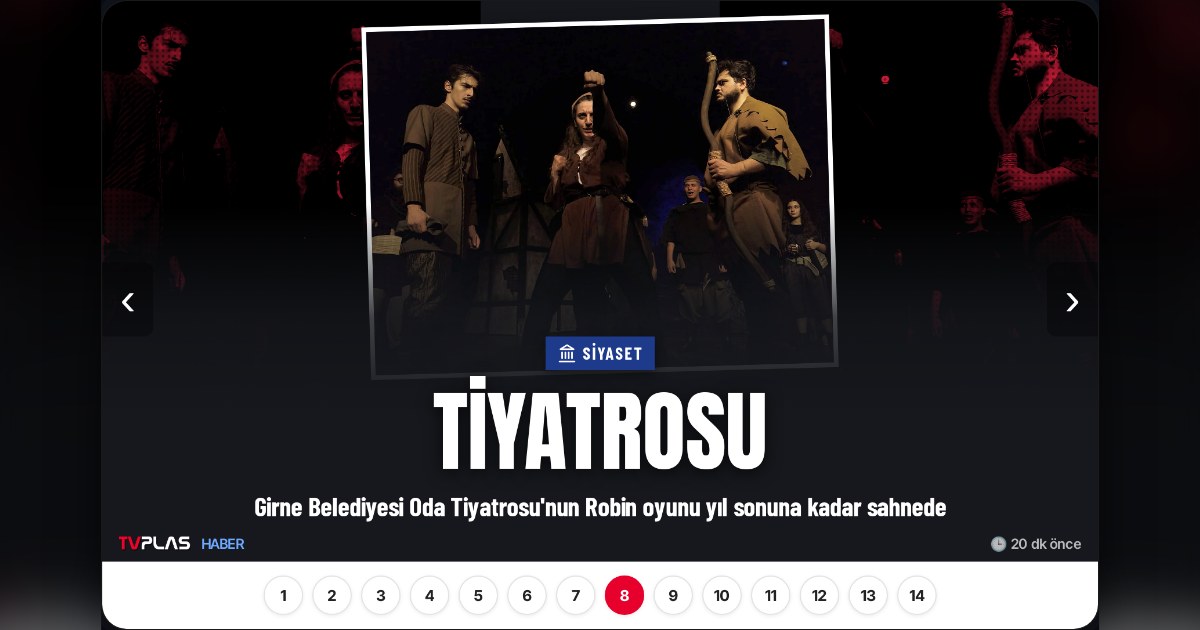 SİYASET
TİYATROSU
Girne Belediyesi Oda Tiyatrosu'nun Robin oyunu yıl sonuna kadar sahnede
TVPLAS HABER
20 dk önce
1 2 3 4 5 6 7 8 9 10 11 12 13 14